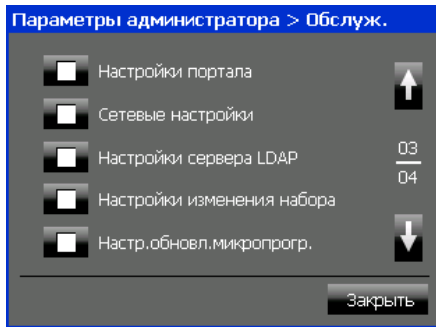 Параметры администратора > Обслуж.
Настройки портала
Сетевые настройки
Настройки сервера LDAP
03
04
Настройки изменения набора
Настр.обновл.микропрогр.
Закрыть